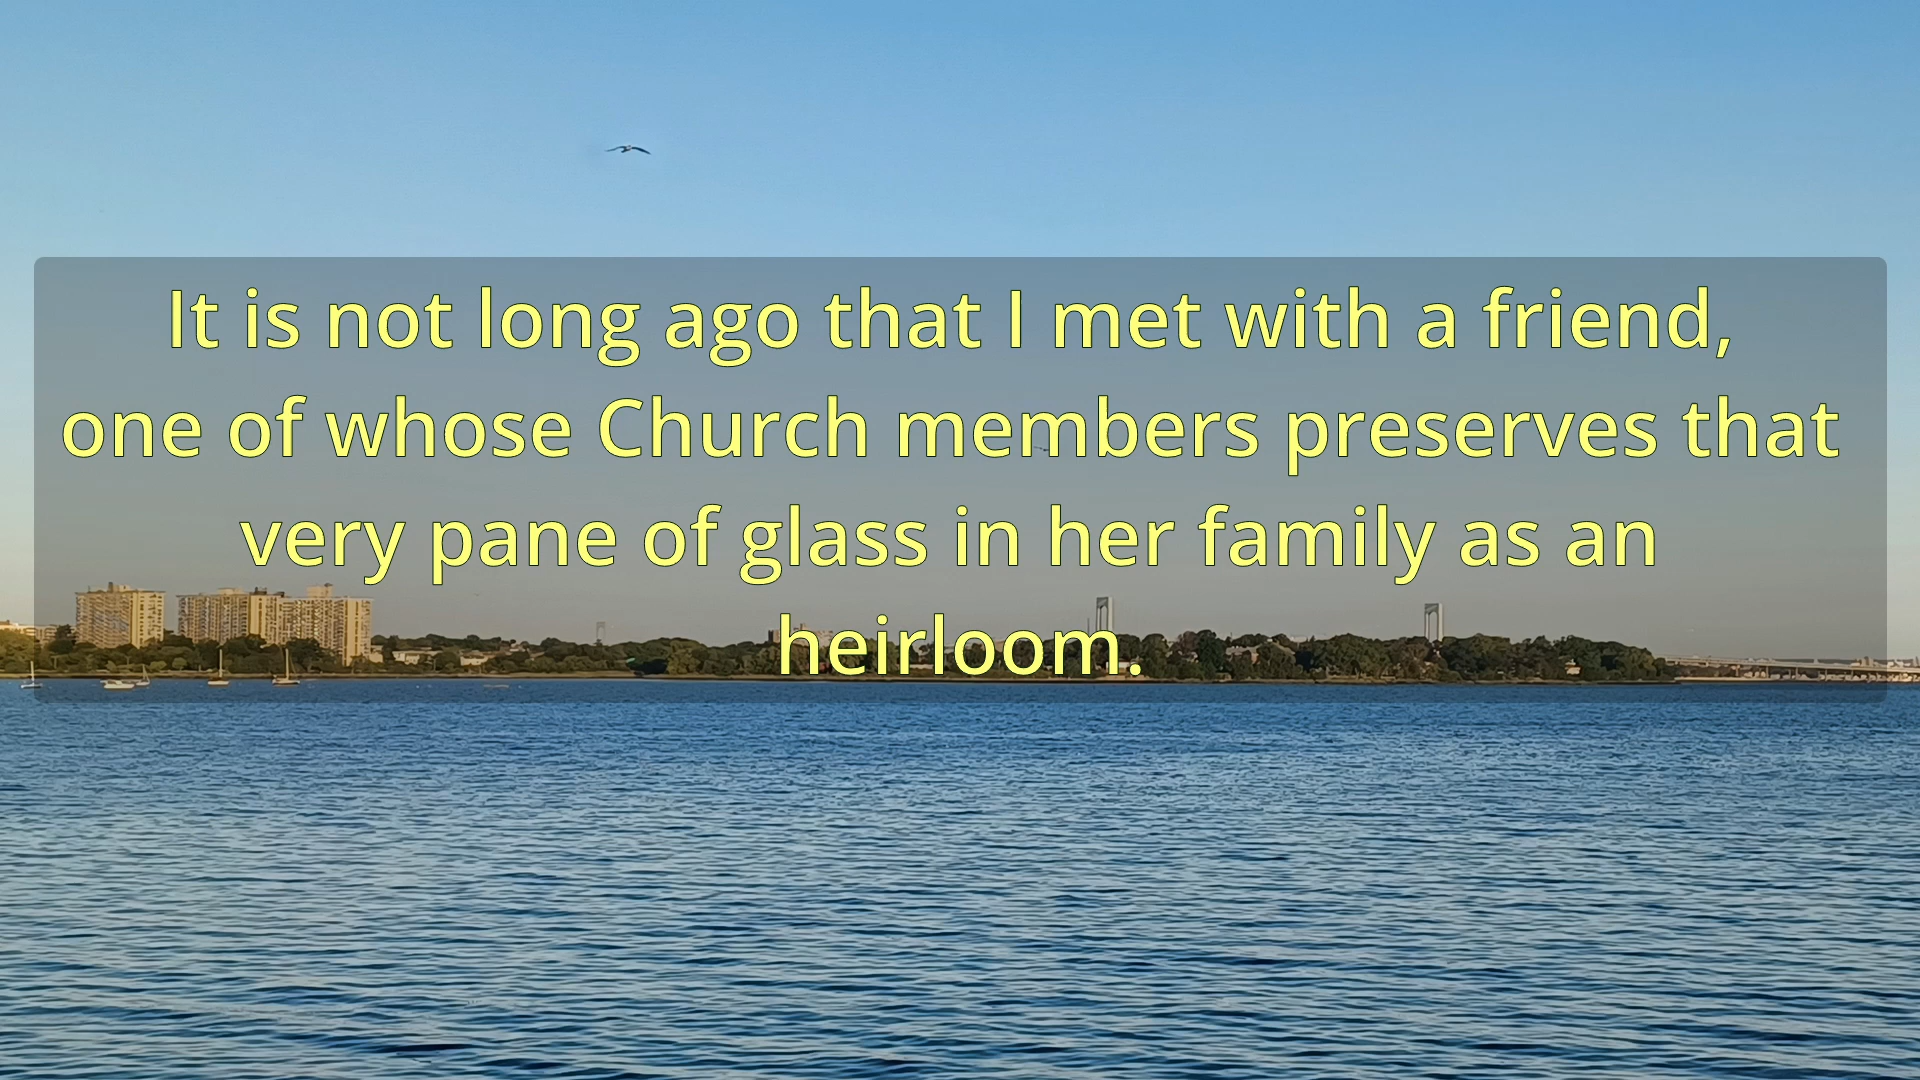 It is not long ago that I met with a friend,
one of whose Church members preserves that
very pane of glass in her family as an
heirloom.